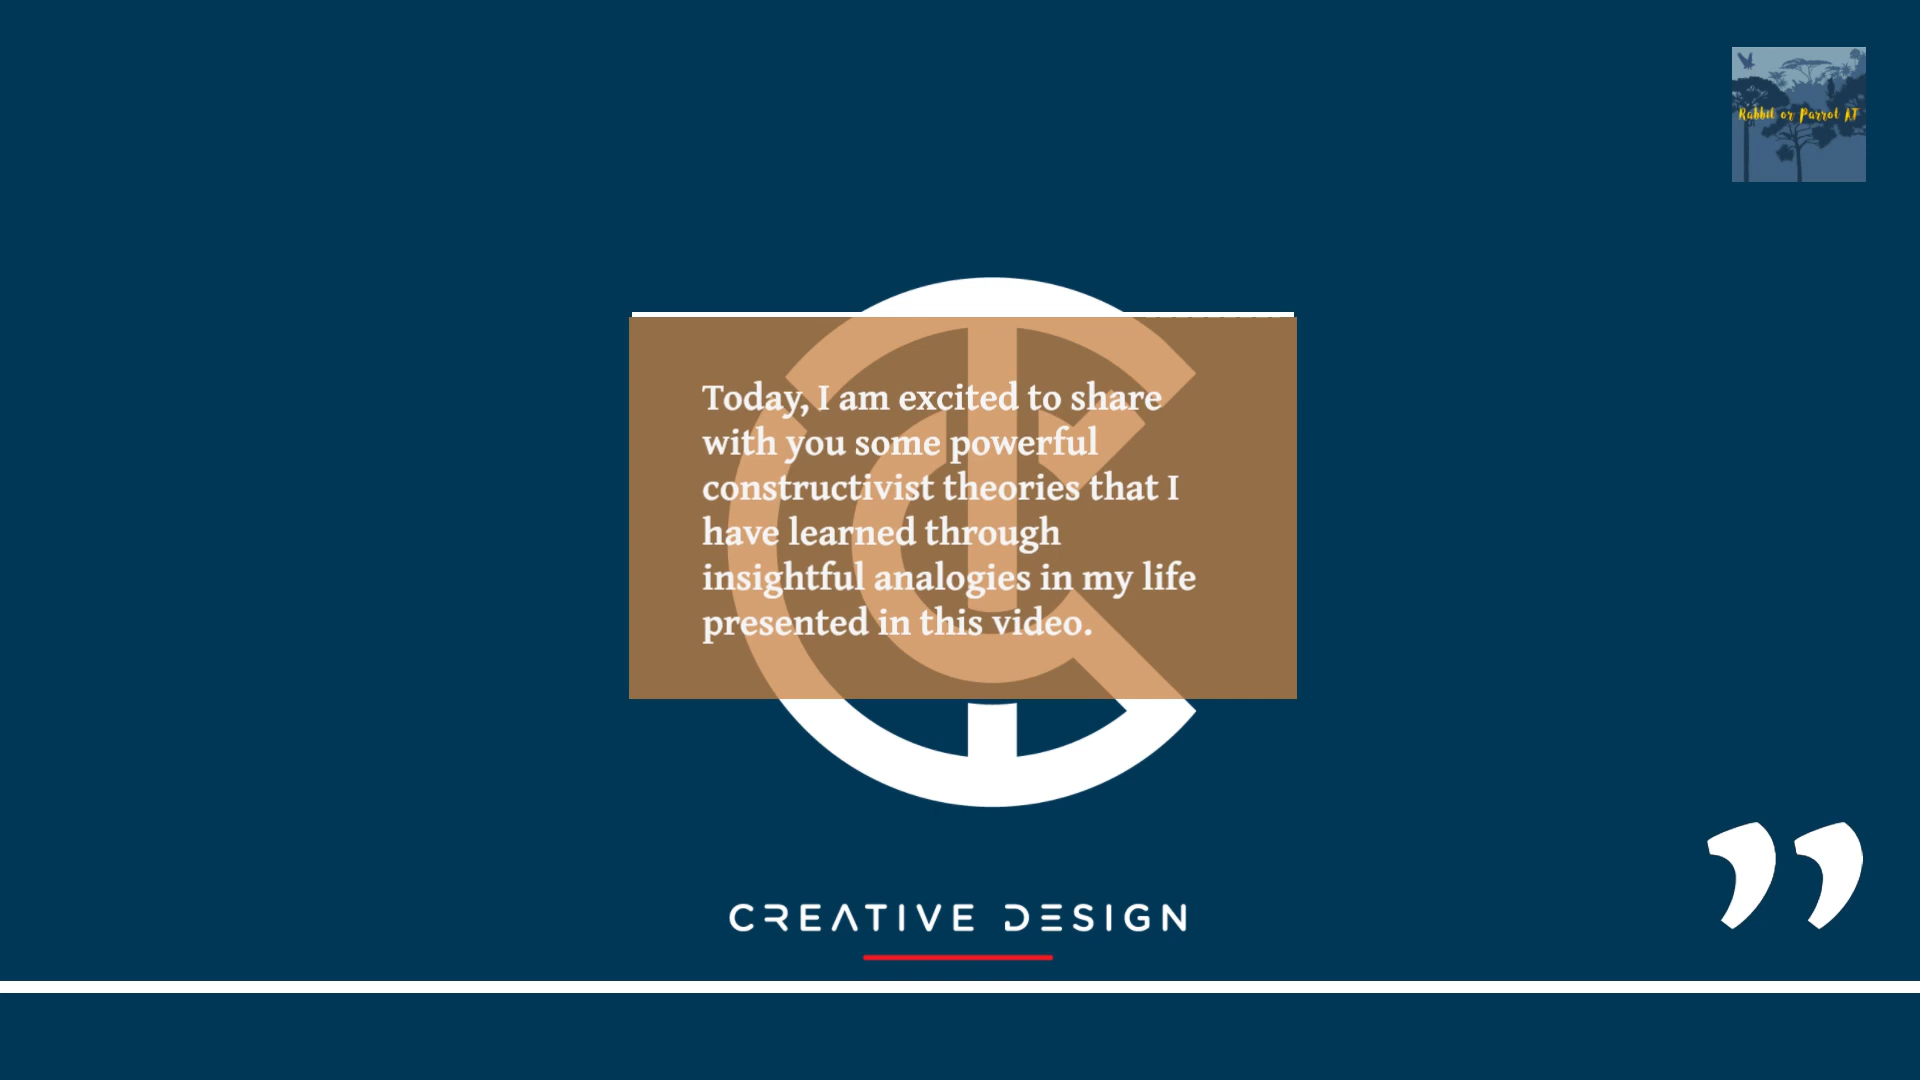 Rabbit or Parrot AT
Today, I am excited to share
with you some powerful
constructivist theories that I
have learned through
insightful analogies in my life
presented in this video.
CREATIVE DESIGN
”